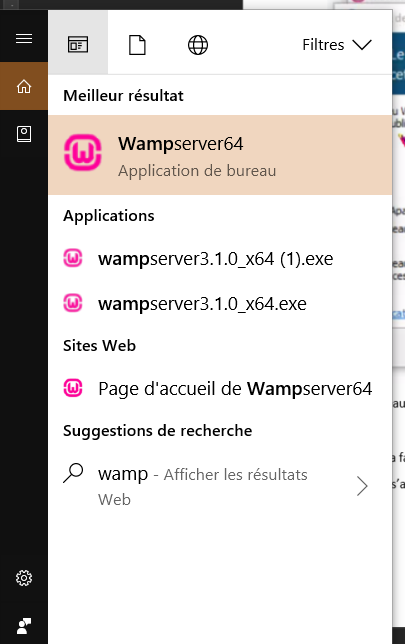 Filtres
Meilleur résultat
Wampserver64
Application de bureau
Applications
wampserver3.1.0_x64 (1).exe
wampserver3.1.0_x64.exe
Sites Web
Page d'accueil de Wampserver64
Suggestions de recherche
wamp - Afficher les résultats
Web